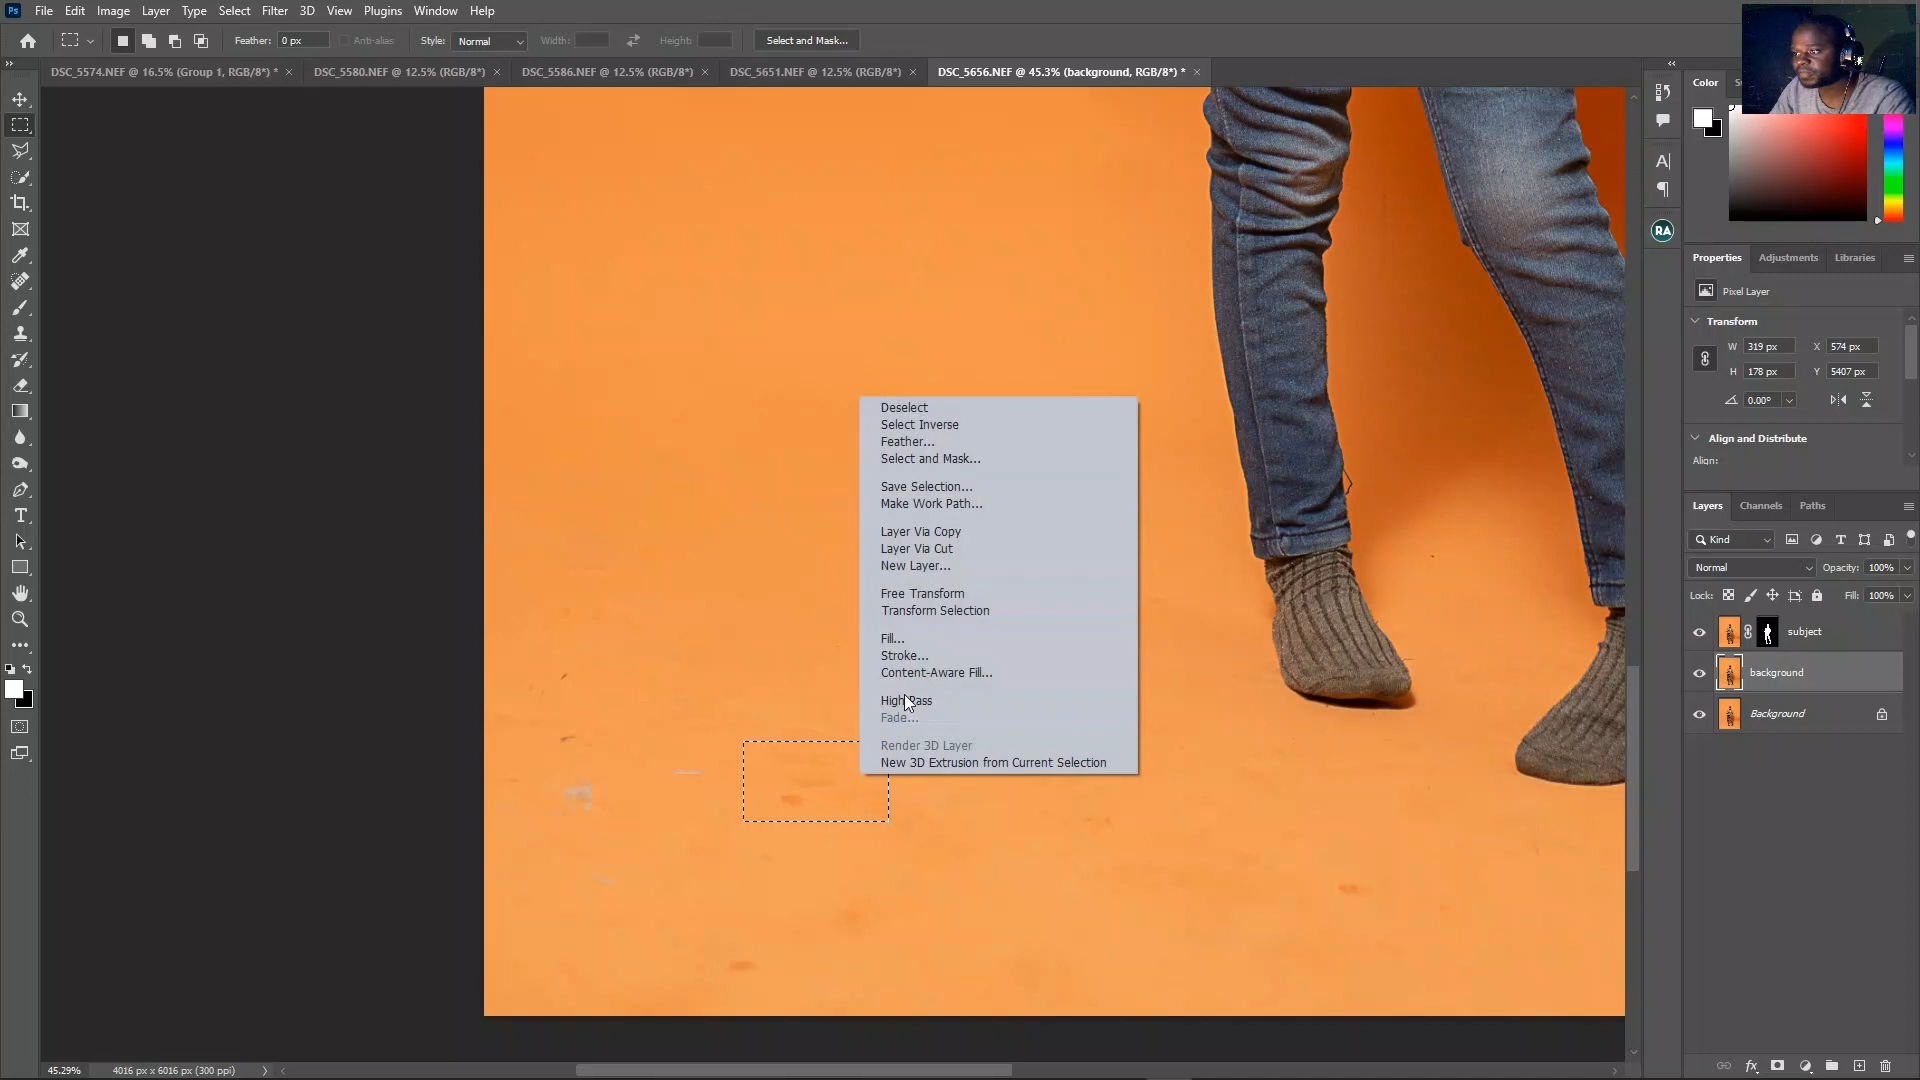 Ps File Edit Image Layer Type Select Filter 3D View Plugins Window Help
Feather: 0 px Anti-alias Style: Normal Width: Height: Select and Mask...
DSC_5574.NEF @ 16.5% (Group 1, RGB/8*) * × DSC_5580.NEF @ 12.5% (RGB/8*) × DSC_5586.NEF @ 12.5% (RGB/8*) × DSC_5651.NEF @ 12.5% (RGB/8*) × DSC_5656.NEF @ 45.3% (background, RGB/8*) * ×
Color
RA
Properties Adjustments Libraries
Pixel Layer
Transform
W 319 px X 574 px
H 178 px Y 5407 px
0.00°
Align and Distribute
Align:
Deselect
Select Inverse
Feather...
Select and Mask...
Save Selection...
Make Work Path...
Layer Via Copy
Layer Via Cut
New Layer...
Free Transform
Transform Selection
Fill...
Stroke...
Content-Aware Fill...
High Pass
Fade...
Render 3D Layer
New 3D Extrusion from Current Selection
Layers Channels Paths
Kind
Normal Opacity: 100%
Lock: Fill: 100%
subject
background
Background
45.29% 4016 px x 6016 px (300 ppi)